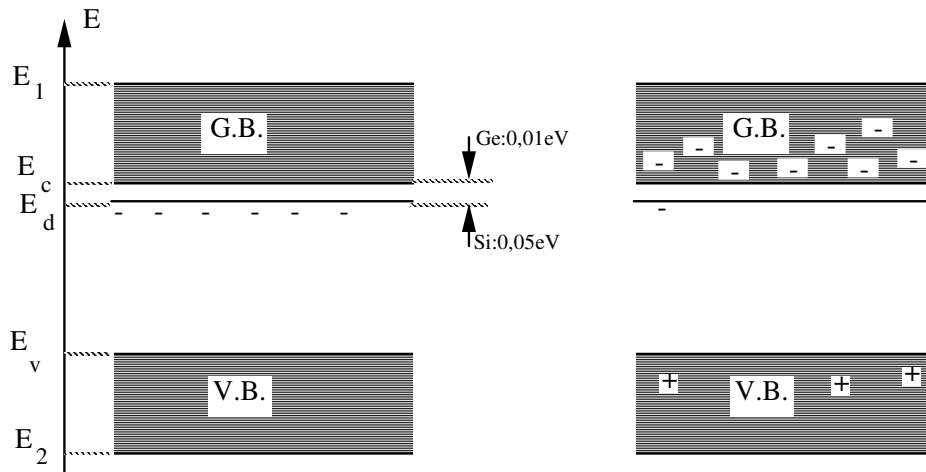 E
E1
G.B.
Ge:0,01eV
G.B.
- - - - - - - -
Ec
Ed
- - - - - -
-
Si:0,05eV
Ev
V.B.
+ V.B. + +
E2